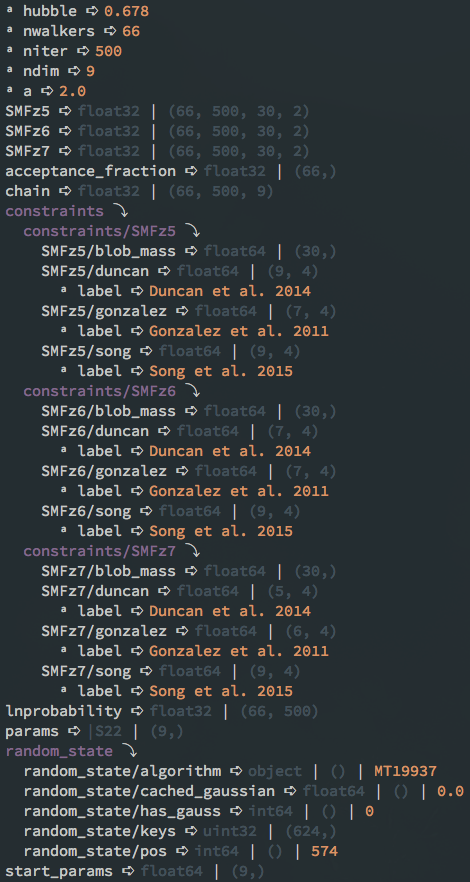 ª hubble ➪ 0.678
ª nwalkers ➪ 66
ª niter ➪ 500
ª ndim ➪ 9
ª a ➪ 2.0
SMFz5 ➪ float32 | (66, 500, 30, 2)
SMFz6 ➪ float32 | (66, 500, 30, 2)
SMFz7 ➪ float32 | (66, 500, 30, 2)
acceptance_fraction ➪ float32 | (66,)
chain ➪ float32 | (66, 500, 9)
constraints ⤵
constraints/SMFz5 ⤵
SMFz5/blob_mass ➪ float64 | (30,)
SMFz5/duncan ➪ float64 | (9, 4)
ª label ➪ Duncan et al. 2014
SMFz5/gonzalez ➪ float64 | (7, 4)
ª label ➪ Gonzalez et al. 2011
SMFz5/song ➪ float64 | (9, 4)
ª label ➪ Song et al. 2015
constraints/SMFz6 ⤵
SMFz6/blob_mass ➪ float64 | (30,)
SMFz6/duncan ➪ float64 | (7, 4)
ª label ➪ Duncan et al. 2014
SMFz6/gonzalez ➪ float64 | (7, 4)
ª label ➪ Gonzalez et al. 2011
SMFz6/song ➪ float64 | (9, 4)
ª label ➪ Song et al. 2015
constraints/SMFz7 ⤵
SMFz7/blob_mass ➪ float64 | (30,)
SMFz7/duncan ➪ float64 | (5, 4)
ª label ➪ Duncan et al. 2014
SMFz7/gonzalez ➪ float64 | (6, 4)
ª label ➪ Gonzalez et al. 2011
SMFz7/song ➪ float64 | (9, 4)
ª label ➪ Song et al. 2015
lnprobability ➪ float32 | (66, 500)
params ➪ |S22 | (9,)
random_state ⤵
random_state/algorithm ➪ object | () | MT19937
random_state/cached_gaussian ➪ float64 | () | 0.0
random_state/has_gauss ➪ int64 | () | 0
random_state/keys ➪ uint32 | (624,)
random_state/pos ➪ int64 | () | 574
start_params ➪ float64 | (9,)